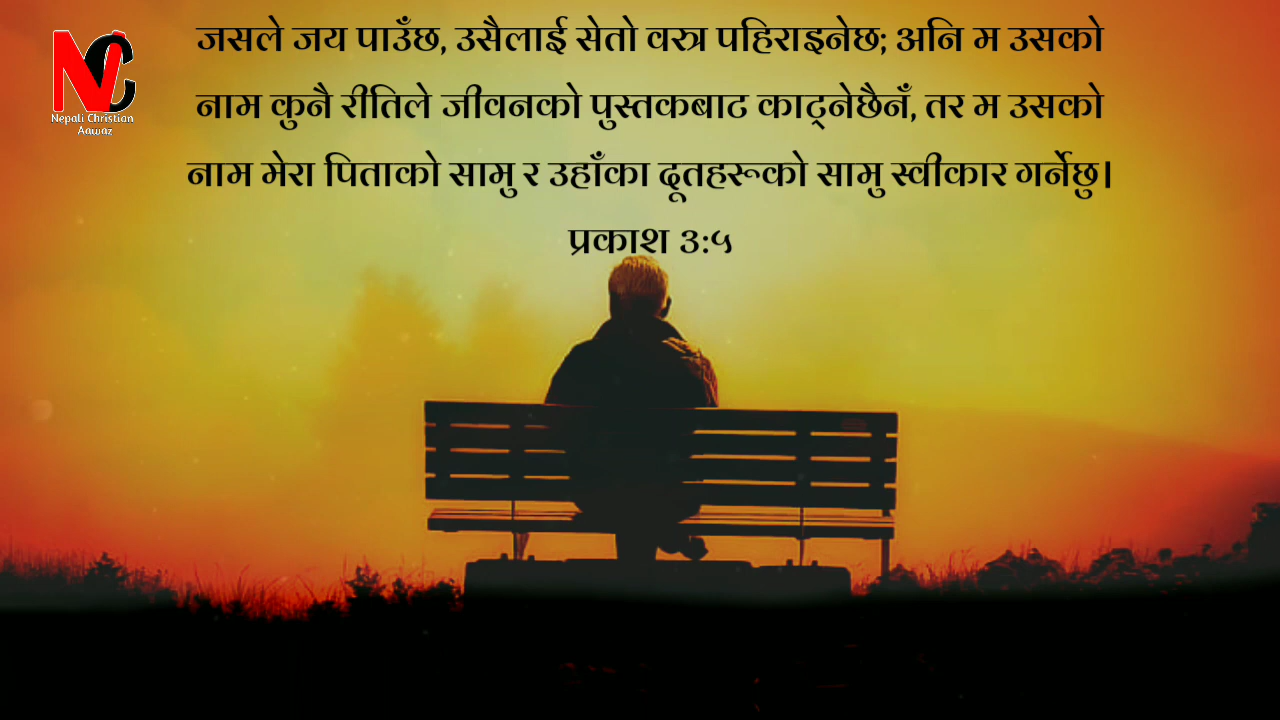 जसले जय पाउँछ, उसैलाई सेतो वस्त्र पहिराइनेछ; अनि म उसको
नाम कुनै रीतिले जीवनको पुस्तकबाट काट्नेछैनँ, तर म उसको
नाम मेरा पिताको सामु र उहाँका दूतहरूको सामु स्वीकार गर्नेछु।
प्रकाश ३:५
NC
Nepali Christian
Aawaz